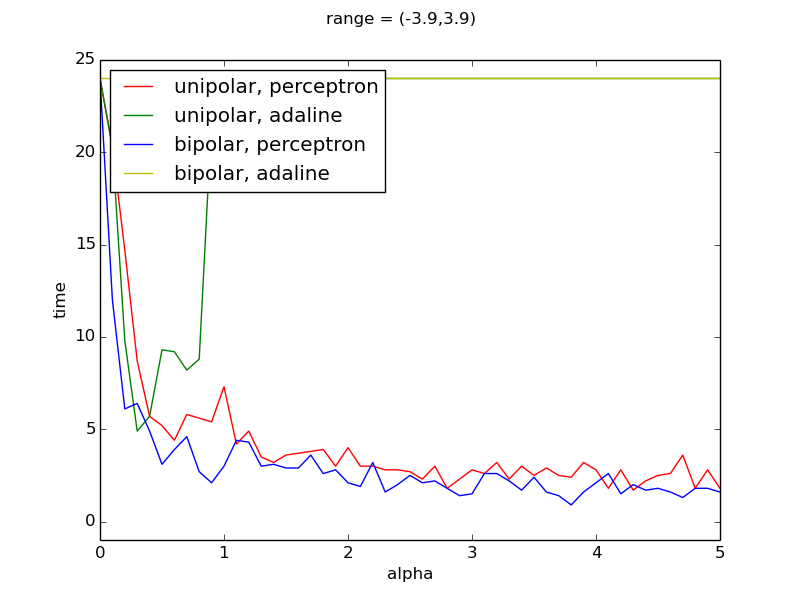 range = (-3.9,3.9)
25
20
15
10
5
0
time
unipolar, perceptron
unipolar, adaline
bipolar, perceptron
bipolar, adaline
0 1 2 3 4 5
alpha